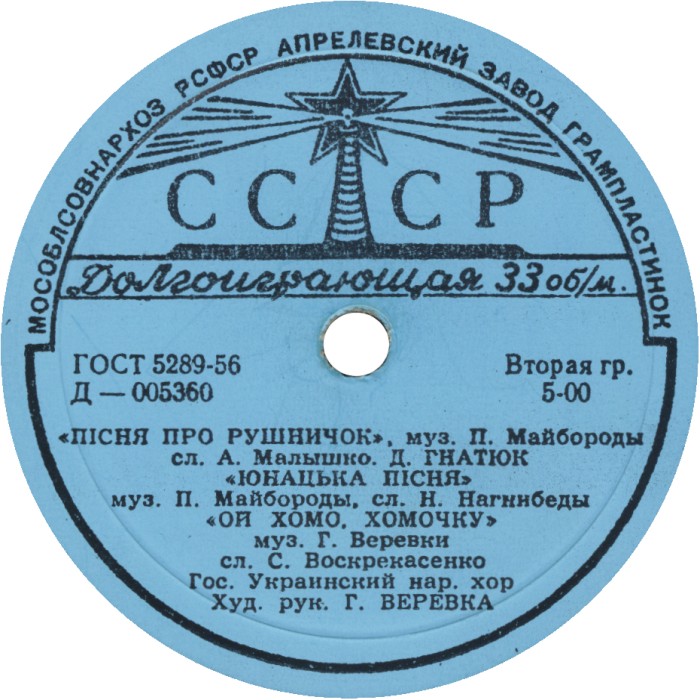 МОСОБЛСОВНАРХОЗ РСФСР АПРЕЛЕВСКИЙ ЗАВОД ГРАМПЛАСТИНОК
СССР
Долгоиграющая 33 об/м.
ГОСТ 5289-56
Д — 005360
Вторая гр.
5-00
«ПІСНЯ ПРО РУШНИЧОК», муз. П. Майбороды
сл. А. Малышко. Д. ГНАТЮК
«ЮНАЦЬКА ПІСНЯ»
муз. П. Майбороды, сл. Н. Нагнибеды
«ОЙ ХОМО, ХОМОЧКУ»
муз. Г. Веревки
сл. С. Воскрекасенко
Гос. Украинский нар. хор
Худ. рук. Г. ВЕРЕВКА